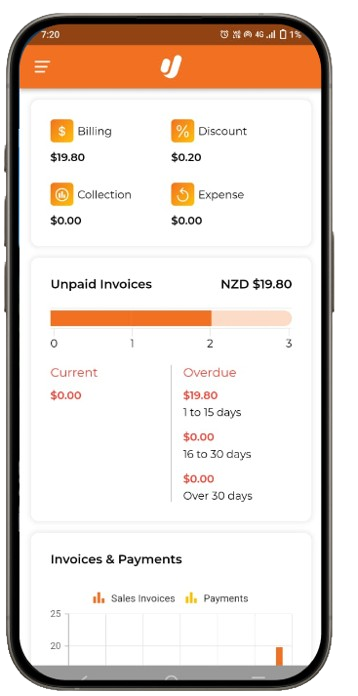 7:20
4G 1%
Billing
$19.80
Discount
$0.20
Collection
$0.00
Expense
$0.00
Unpaid Invoices NZD $19.80
0 1 2 3
Current
$0.00
Overdue
$19.80
1 to 15 days
$0.00
16 to 30 days
$0.00
Over 30 days
Invoices & Payments
Sales Invoices Payments
25
20